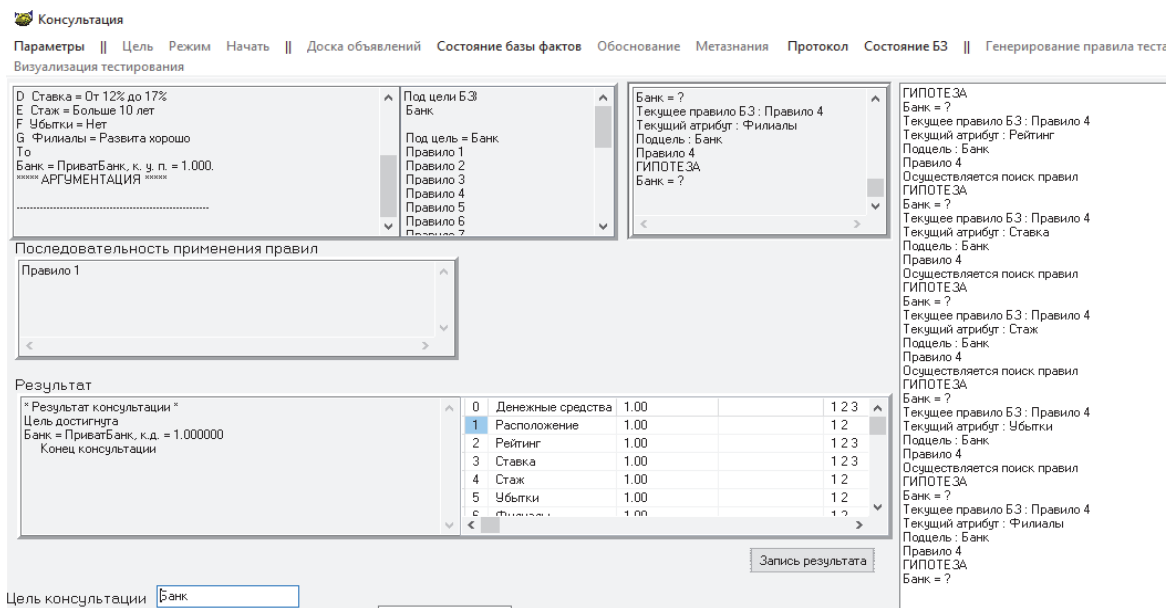 Консультация
Параметры || Цель Режим Начать || Доска объявлений Состояние базы фактов Обоснование Метазнания Протокол Состояние БЗ || Генерирование правила теста
Визуализация тестирования
D Ставка = От 12% до 17%
E Стаж = Больше 10 лет
F Убытки = Нет
G Филиалы = Развита хорошо
То
Банк = ПриватБанк, к. у. п. = 1.000.
***** АРГУМЕНТАЦИЯ *****
Под цели БЗ!
Банк
Под цель = Банк
Правило 1
Правило 2
Правило 3
Правило 4
Правило 5
Правило 6
Правило 7
Банк = ?
Текущее правило БЗ : Правило 4
Текущий атрибут : Филиалы
Подцель : Банк
Правило 4
ГИПОТЕЗА
Банк = ?
Последовательность применения правил
Правило 1
Результат
* Результат консультации *
Цель достигнута
Банк = ПриватБанк, к.д. = 1.000000
Конец консультации
0 Денежные средства 1.00 1 2 3
1 Расположение 1.00 1 2
2 Рейтинг 1.00 1 2 3
3 Ставка 1.00 1 2 3
4 Стаж 1.00 1 2
5 Убытки 1.00 1 2
6 Филиалы 1.00 1 2
Запись результата
Цель консультации Банк
ГИПОТЕЗА
Банк = ?
Текущее правило БЗ : Правило 4
Текущий атрибут : Рейтинг
Подцель : Банк
Правило 4
Осуществляется поиск правил
ГИПОТЕЗА
Банк = ?
Текущее правило БЗ : Правило 4
Текущий атрибут : Ставка
Подцель : Банк
Правило 4
Осуществляется поиск правил
ГИПОТЕЗА
Банк = ?
Текущее правило БЗ : Правило 4
Текущий атрибут : Стаж
Подцель : Банк
Правило 4
Осуществляется поиск правил
ГИПОТЕЗА
Банк = ?
Текущее правило БЗ : Правило 4
Текущий атрибут : Убытки
Подцель : Банк
Правило 4
Осуществляется поиск правил
ГИПОТЕЗА
Банк = ?
Текущее правило БЗ : Правило 4
Текущий атрибут : Филиалы
Подцель : Банк
Правило 4
ГИПОТЕЗА
Банк = ?